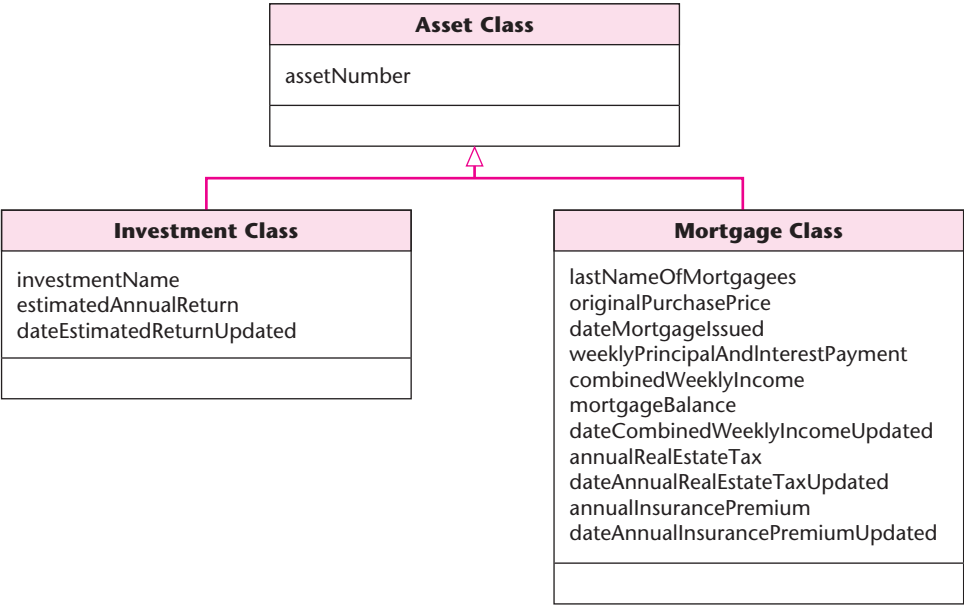 Asset Class
assetNumber
Investment Class
investmentName
estimatedAnnualReturn
dateEstimatedReturnUpdated
Mortgage Class
lastNameOfMortgagees
originalPurchasePrice
dateMortgageIssued
weeklyPrincipalAndInterestPayment
combinedWeeklyIncome
mortgageBalance
dateCombinedWeeklyIncomeUpdated
annualRealEstateTax
dateAnnualRealEstateTaxUpdated
annualInsurancePremium
dateAnnualInsurancePremiumUpdated